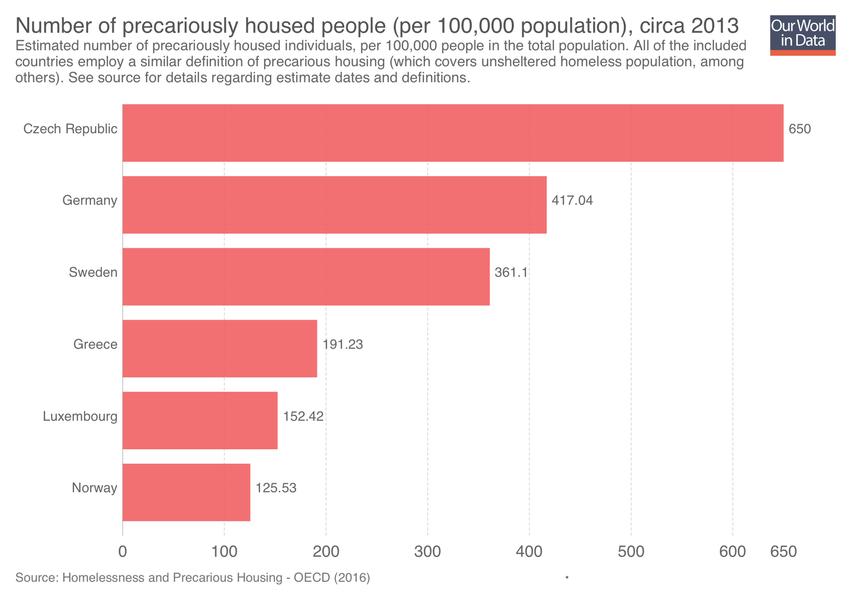 Number of precariously housed people (per 100,000 population), circa 2013
Our World
in Data
Estimated number of precariously housed individuals, per 100,000 people in the total population. All of the included
countries employ a similar definition of precarious housing (which covers unsheltered homeless population, among
others). See source for details regarding estimate dates and definitions.
Czech Republic 650
Germany 417.04
Sweden 361.1
Greece 191.23
Luxembourg 152.42
Norway 125.53
0 100 200 300 400 500 600 650
Source: Homelessness and Precarious Housing - OECD (2016)